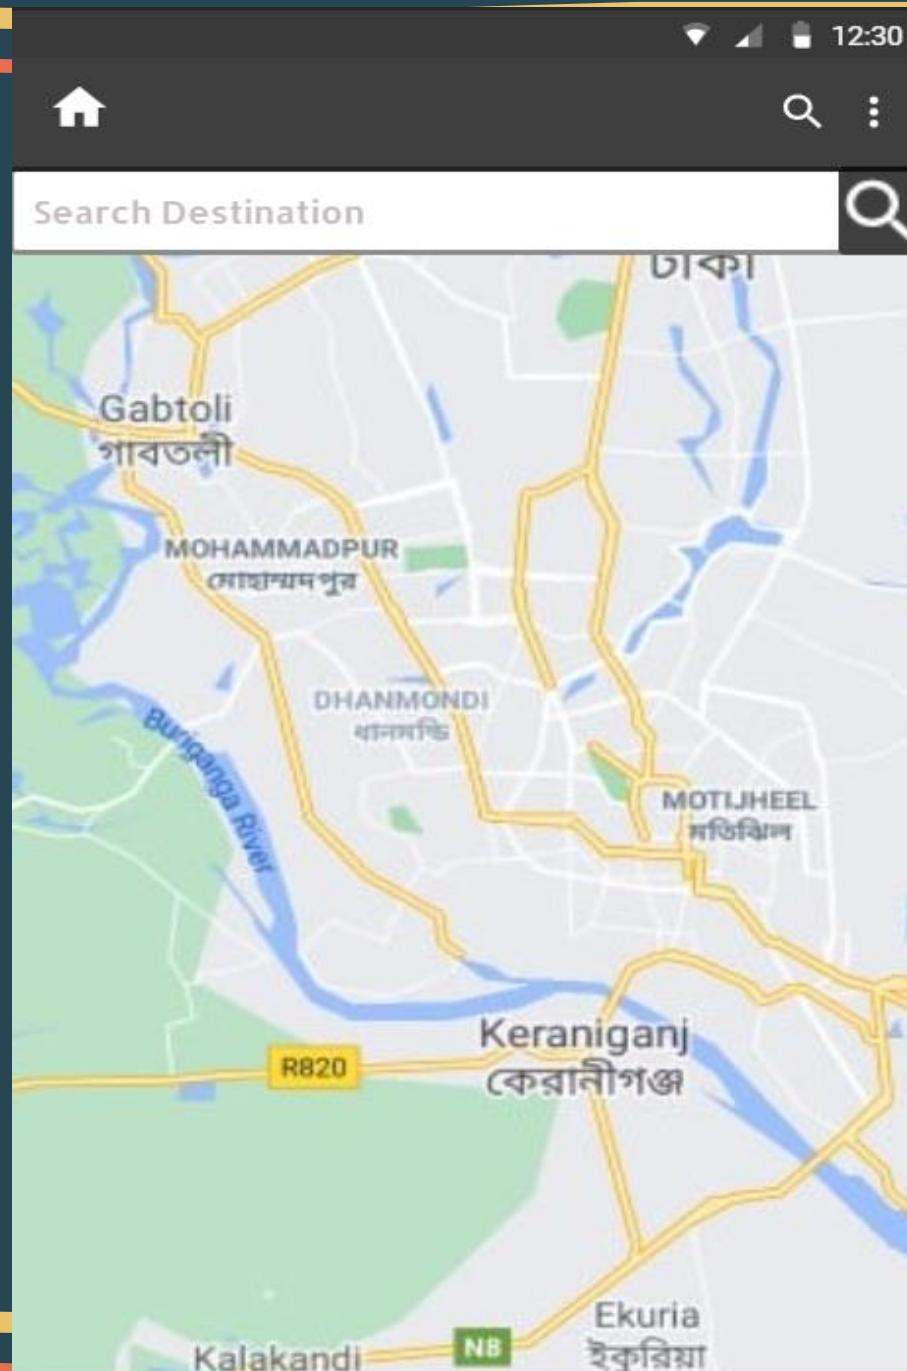 12:30
Search Destination
ঢাকা
Gabtoli
গাবতলী
MOHAMMADPUR
মোহাম্মদপুর
DHANMONDI
ধানমন্ডি
Buriganga River
MOTIJHEEL
মতিঝিল
Keraniganj
কেরানীগঞ্জ
R820
Ekuria
ইকুরিয়া
N8
Kalakandi